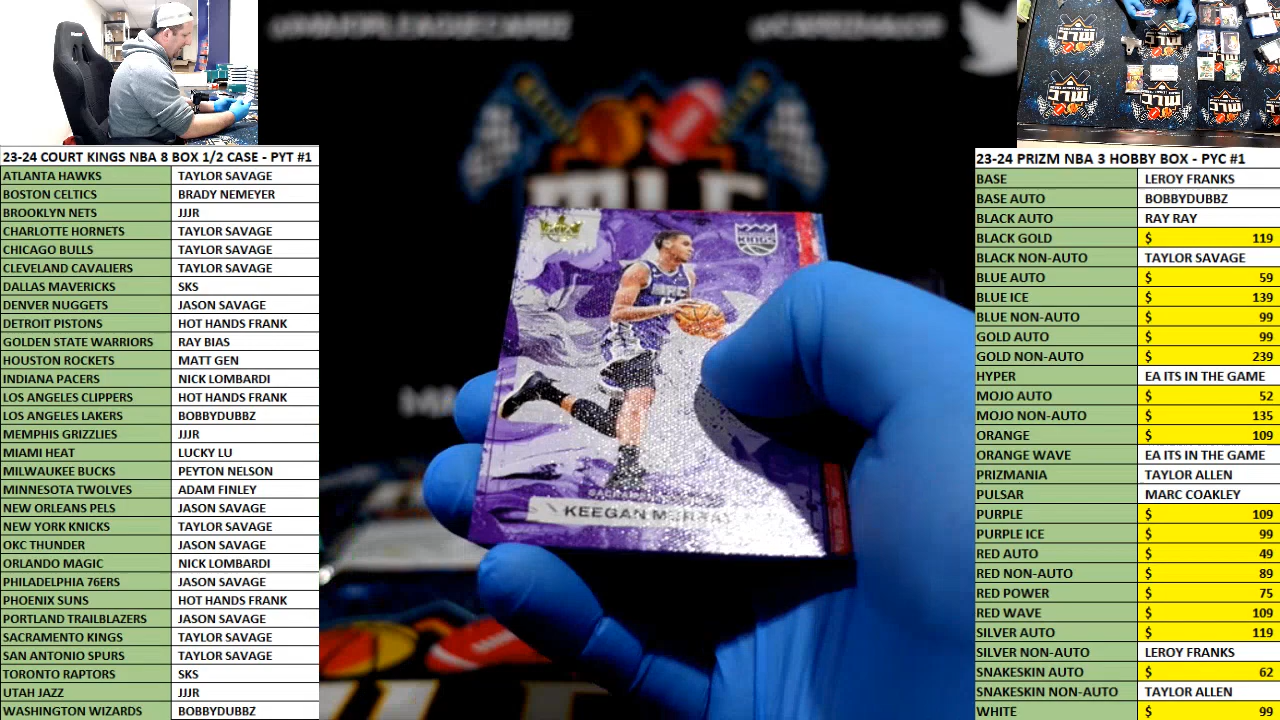 23-24 COURT KINGS NBA 8 BOX 1/2 CASE - PYT #1
ATLANTA HAWKS TAYLOR SAVAGE
BOSTON CELTICS BRADY NEMEYER
BROOKLYN NETS JJJR
CHARLOTTE HORNETS TAYLOR SAVAGE
CHICAGO BULLS TAYLOR SAVAGE
CLEVELAND CAVALIERS TAYLOR SAVAGE
DALLAS MAVERICKS SKS
DENVER NUGGETS JASON SAVAGE
DETROIT PISTONS HOT HANDS FRANK
GOLDEN STATE WARRIORS RAY BIAS
HOUSTON ROCKETS MATT GEN
INDIANA PACERS NICK LOMBARDI
LOS ANGELES CLIPPERS HOT HANDS FRANK
LOS ANGELES LAKERS BOBBYDUBBZ
MEMPHIS GRIZZLIES JJJR
MIAMI HEAT LUCKY LU
MILWAUKEE BUCKS PEYTON NELSON
MINNESOTA TWOLVES ADAM FINLEY
NEW ORLEANS PELS JASON SAVAGE
NEW YORK KNICKS TAYLOR SAVAGE
OKC THUNDER JASON SAVAGE
ORLANDO MAGIC NICK LOMBARDI
PHILADELPHIA 76ERS JASON SAVAGE
PHOENIX SUNS HOT HANDS FRANK
PORTLAND TRAILBLAZERS JASON SAVAGE
SACRAMENTO KINGS TAYLOR SAVAGE
SAN ANTONIO SPURS TAYLOR SAVAGE
TORONTO RAPTORS SKS
UTAH JAZZ JJJR
WASHINGTON WIZARDS BOBBYDUBBZ
KINGS
KEEGAN MURRAY
23-24 PRIZM NBA 3 HOBBY BOX - PYC #1
BASE LEROY FRANKS
BASE AUTO BOBBYDUBBZ
BLACK AUTO RAY RAY
BLACK GOLD $ 119
BLACK NON-AUTO TAYLOR SAVAGE
BLUE AUTO $ 59
BLUE ICE $ 139
BLUE NON-AUTO $ 99
GOLD AUTO $ 99
GOLD NON-AUTO $ 239
HYPER EA ITS IN THE GAME
MOJO AUTO $ 52
MOJO NON-AUTO $ 135
ORANGE $ 109
ORANGE WAVE EA ITS IN THE GAME
PRIZMANIA TAYLOR ALLEN
PULSAR MARC COAKLEY
PURPLE $ 109
PURPLE ICE $ 99
RED AUTO $ 49
RED NON-AUTO $ 89
RED POWER $ 75
RED WAVE $ 109
SILVER AUTO $ 119
SILVER NON-AUTO LEROY FRANKS
SNAKESKIN AUTO $ 62
SNAKESKIN NON-AUTO TAYLOR ALLEN
WHITE $ 99